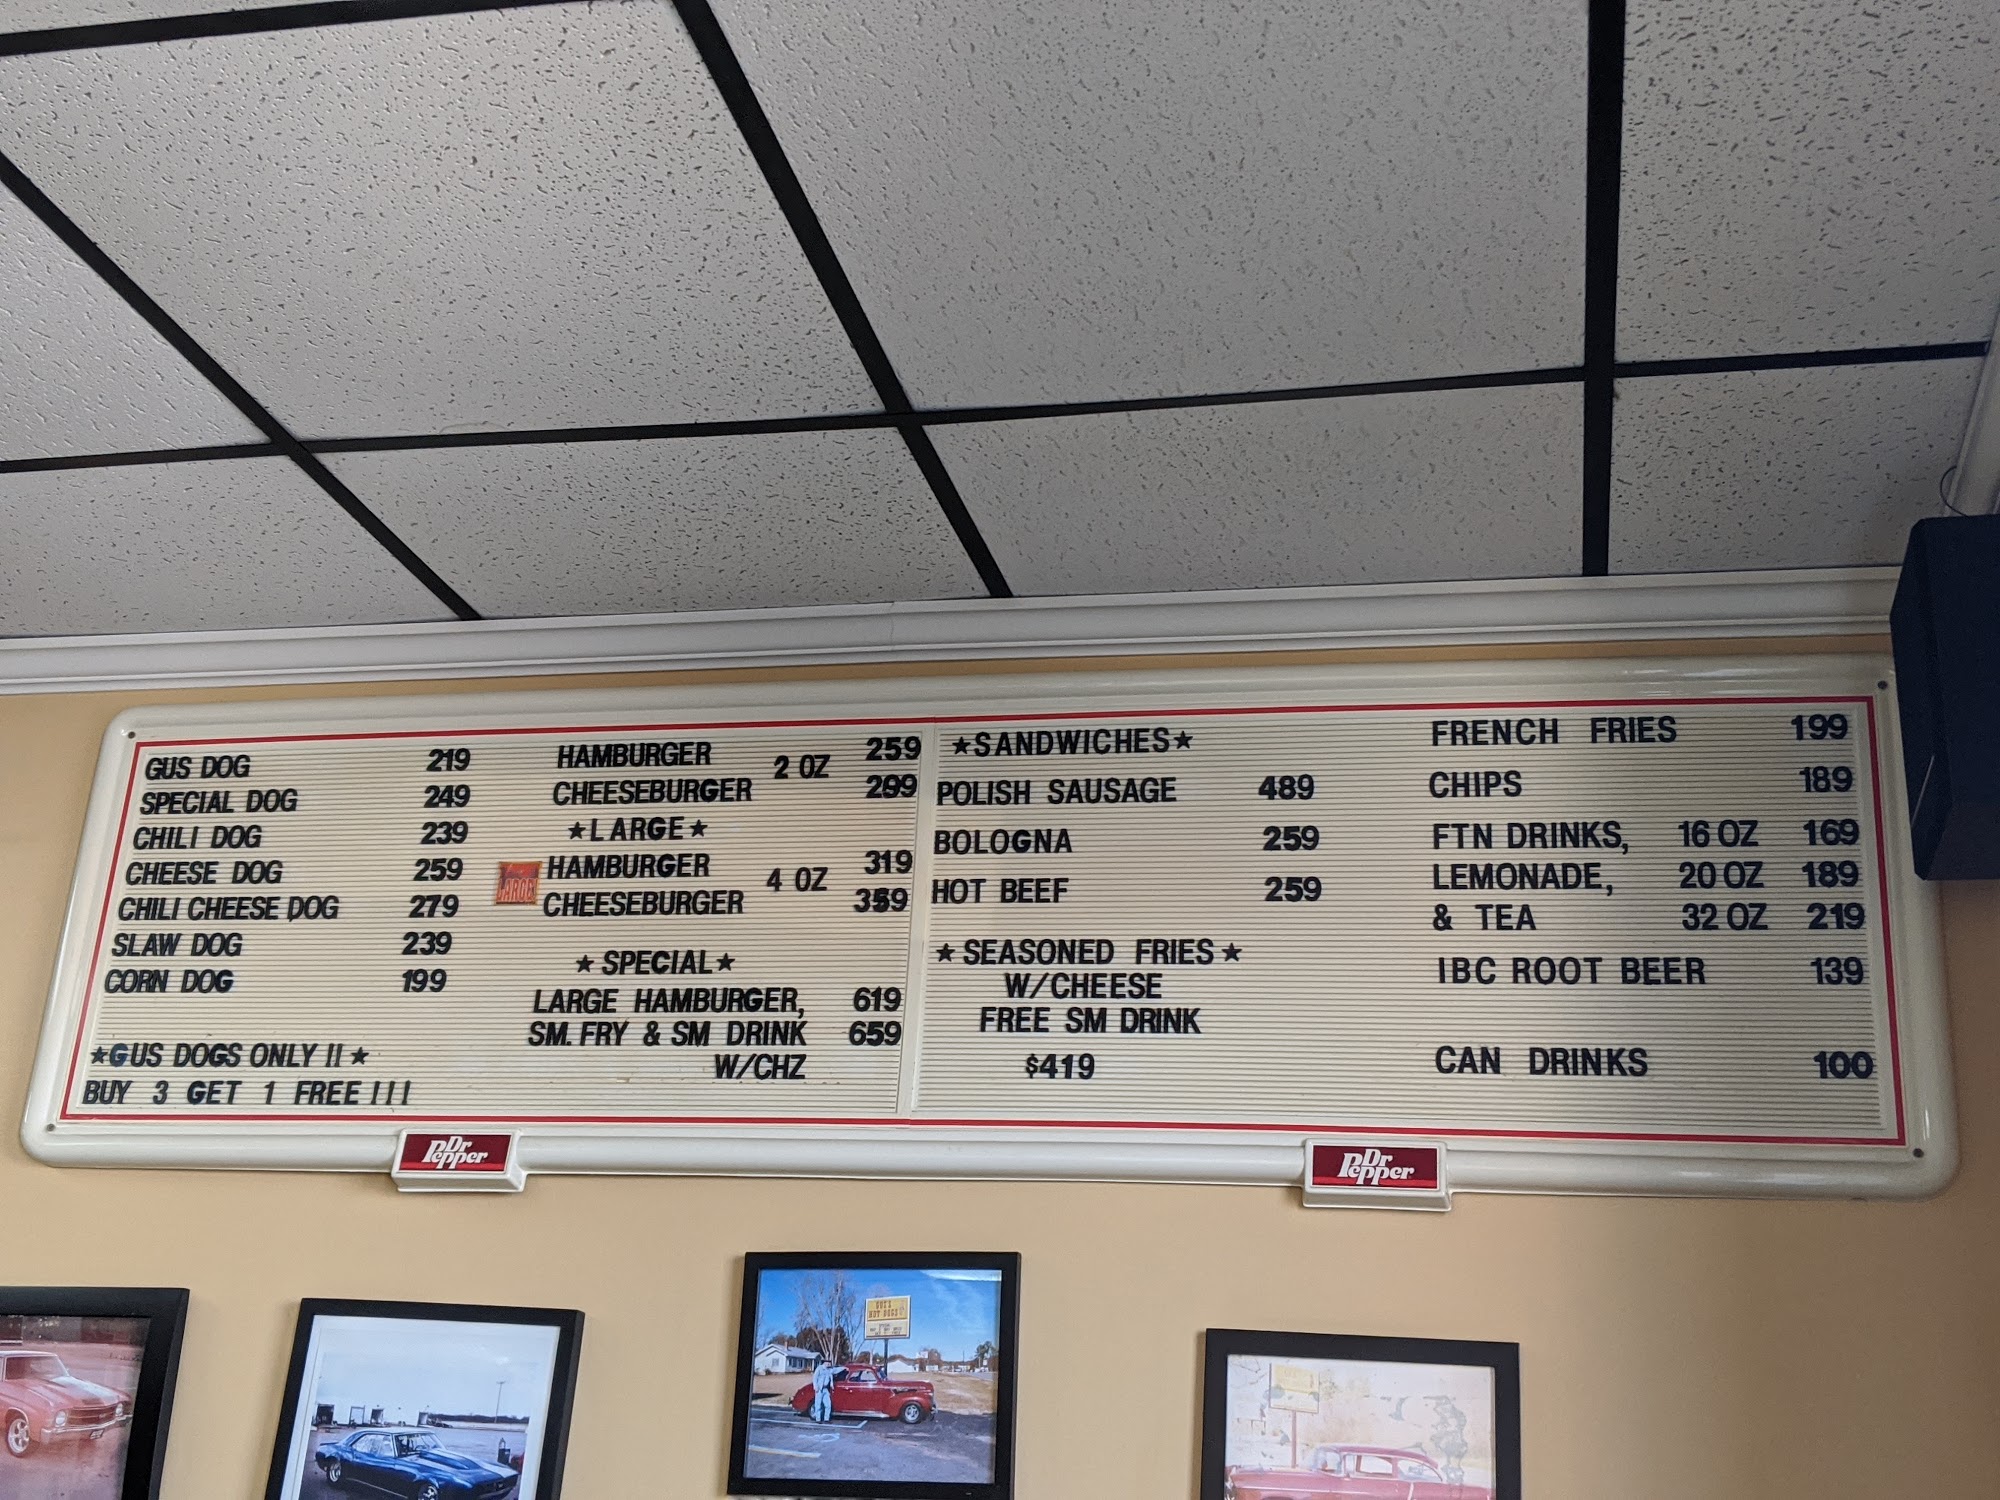 GUS DOG 219
SPECIAL DOG 249
CHILI DOG 239
CHEESE DOG 259
CHILI CHEESE DOG 279
SLAW DOG 239
CORN DOG 199
★GUS DOGS ONLY !!★
BUY 3 GET 1 FREE!!!
HAMBURGER 2 OZ 259
CHEESEBURGER 299
★LARGE★
HAMBURGER 4 OZ 319
CHEESEBURGER 359
★SPECIAL★
LARGE HAMBURGER, 619
SM. FRY & SM DRINK 659
W/CHZ
★SANDWICHES★
POLISH SAUSAGE 489
BOLOGNA 259
HOT BEEF 259
★SEASONED FRIES★
W/CHEESE
FREE SM DRINK
$419
FRENCH FRIES 199
CHIPS 189
FTN DRINKS, 16 OZ 169
LEMONADE, 20 OZ 189
& TEA 32 OZ 219
IBC ROOT BEER 139
CAN DRINKS 100
Dr Pepper
Dr Pepper
GUS'S
HOT DOGS